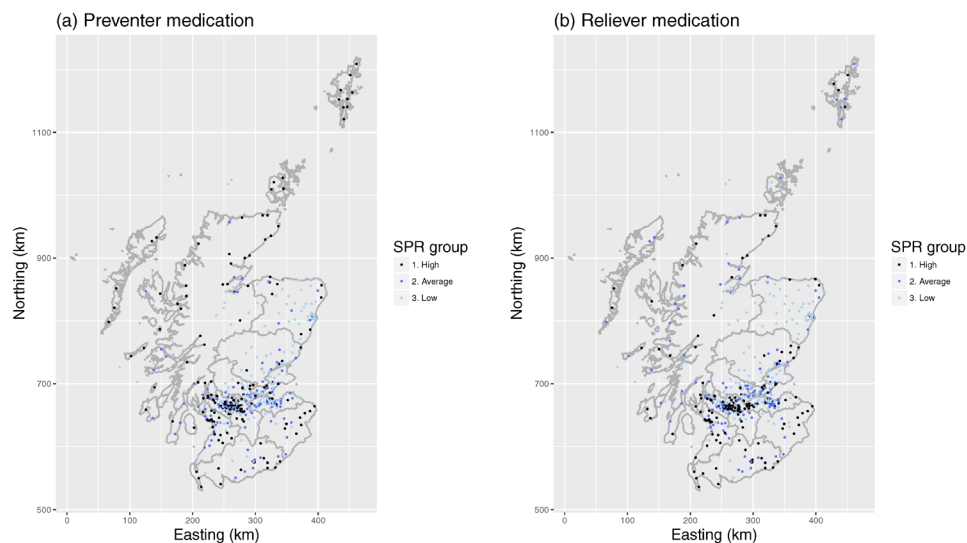 (a) Preventer medication
(b) Reliever medication
Northing (km)
1100
900
700
500
0 100 200 300 400
Easting (km)
SPR group
1. High
2. Average
3. Low
Northing (km)
1100
900
700
500
0 100 200 300 400
Easting (km)
SPR group
1. High
2. Average
3. Low